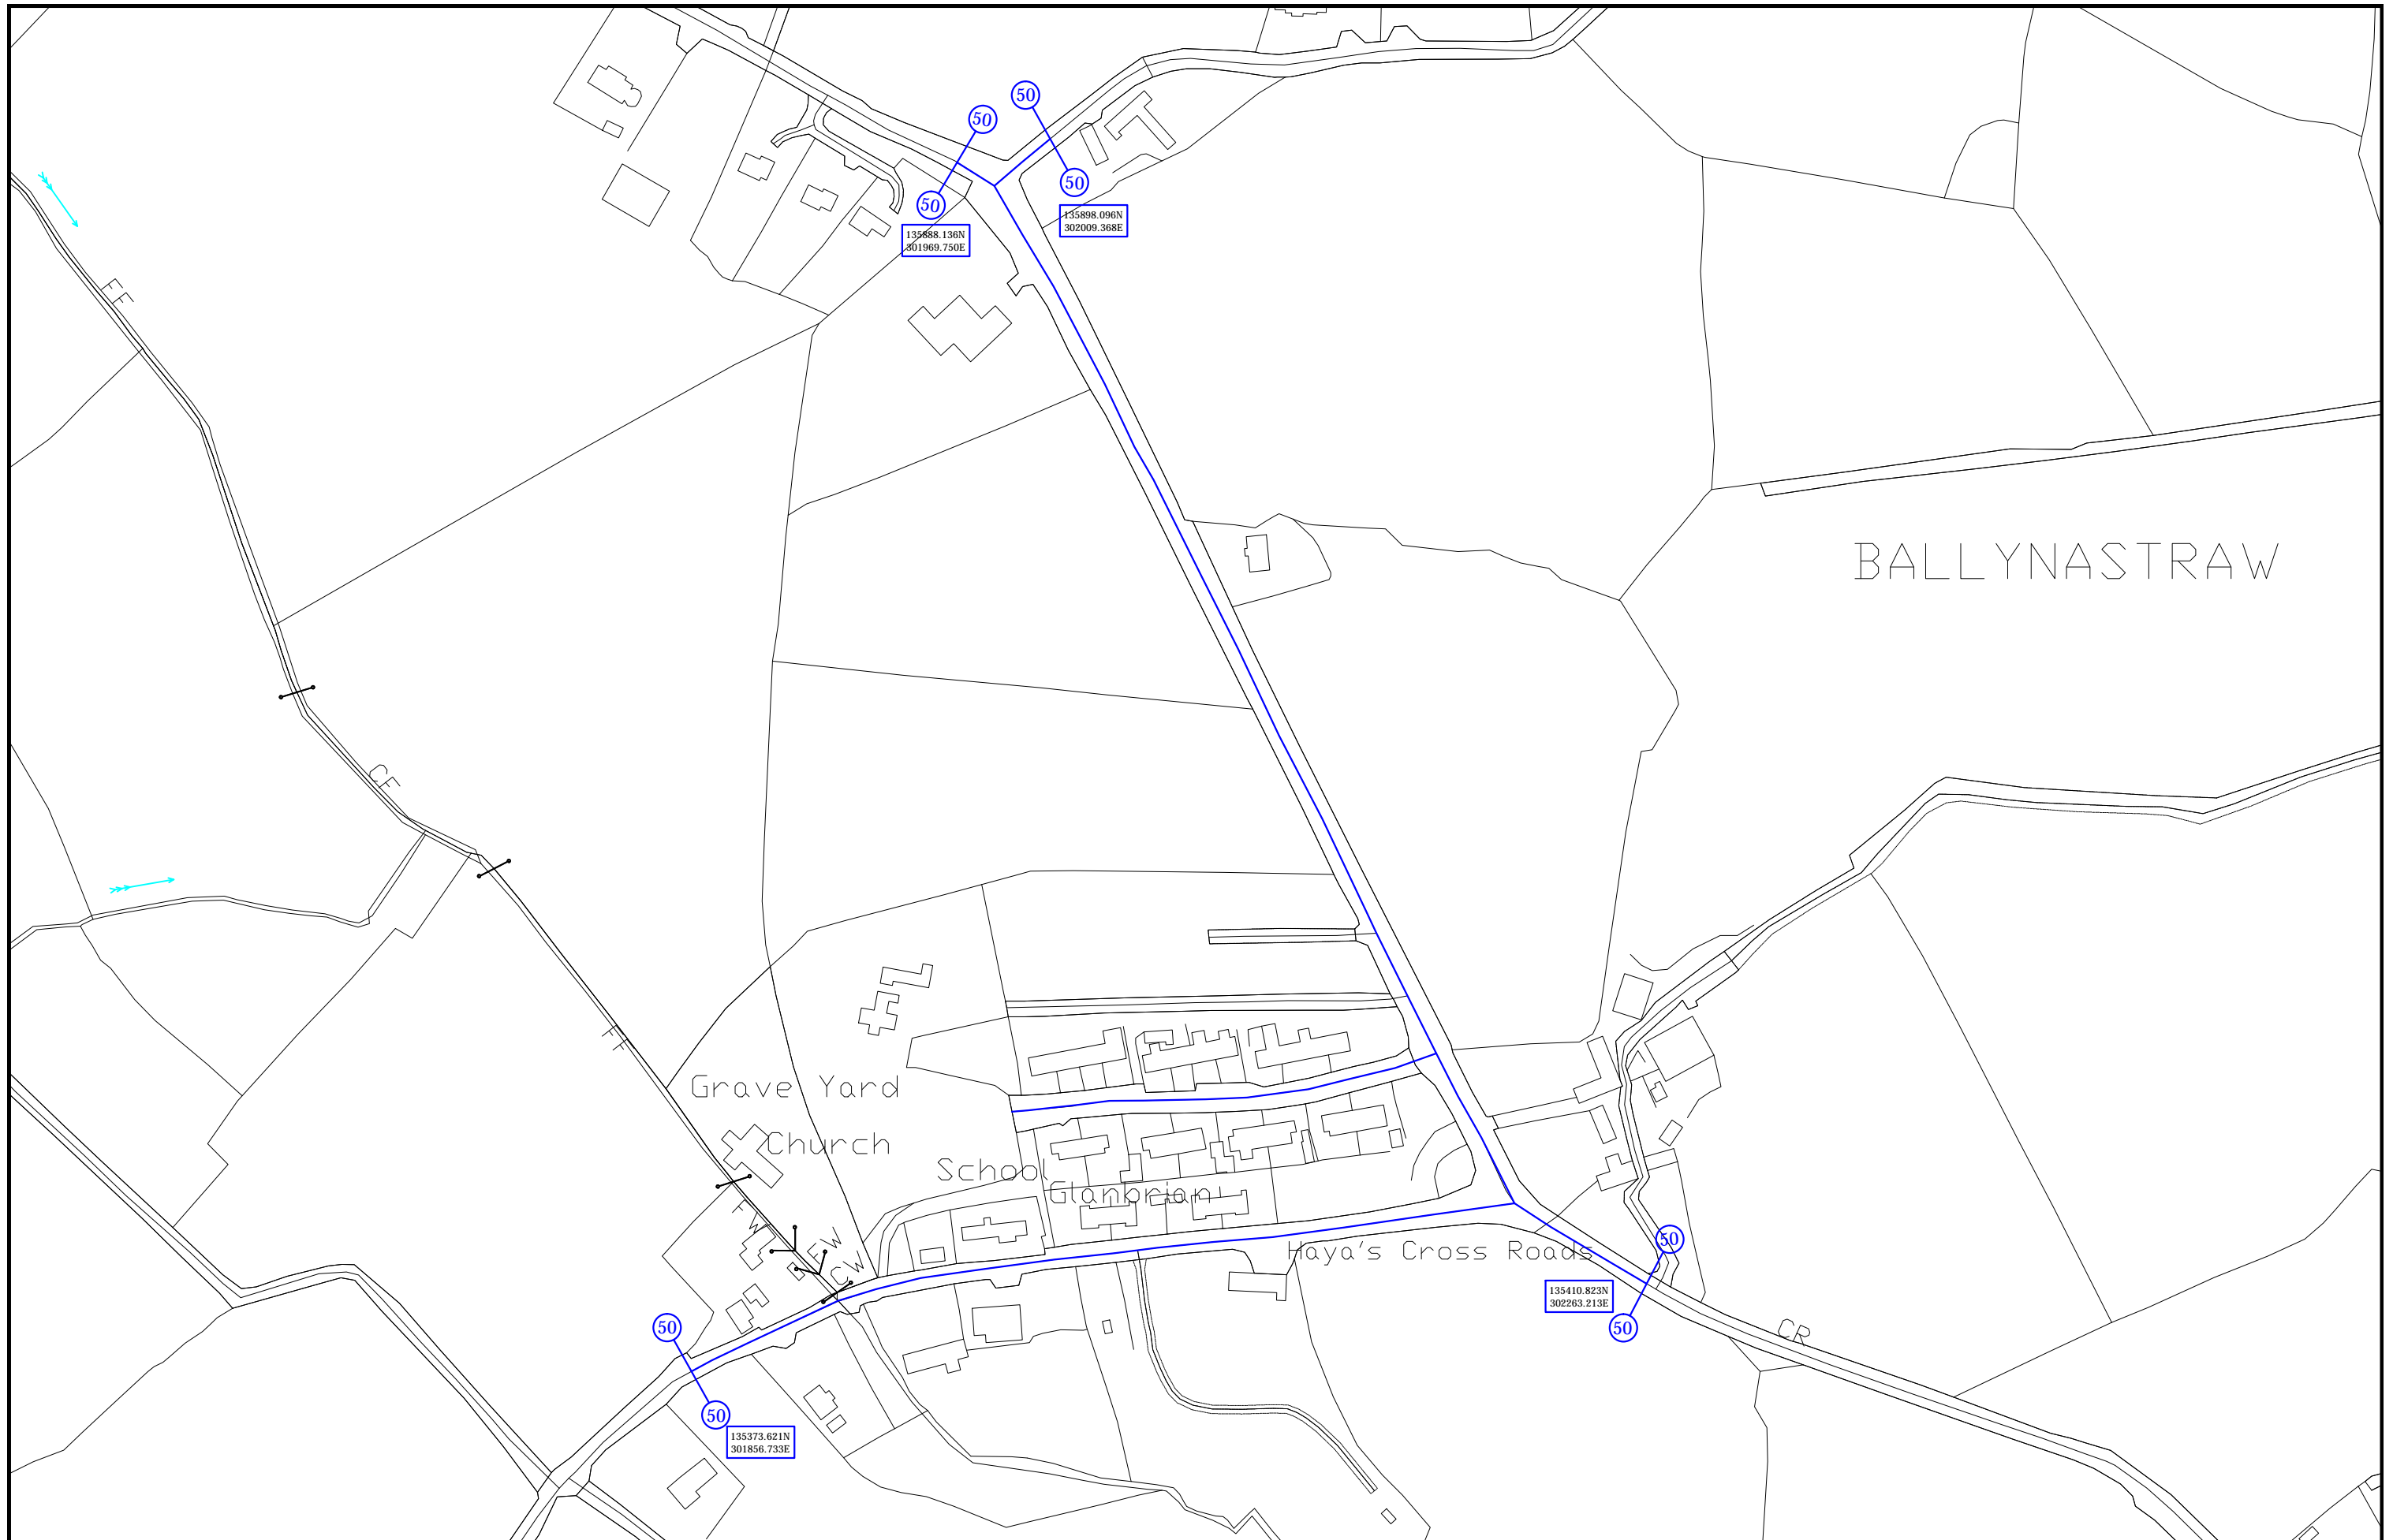 50
50
50
50
135898.096N
302009.368E
135888.136N
301969.750E
FF
BALLYNASTRAW
CF
FF
Grave Yard
Church
School
Glanbrian
FW
FW
CW
Haya's Cross Roads
50
135410.823N
302263.213E
50
50
CR
50
135373.621N
301856.733E